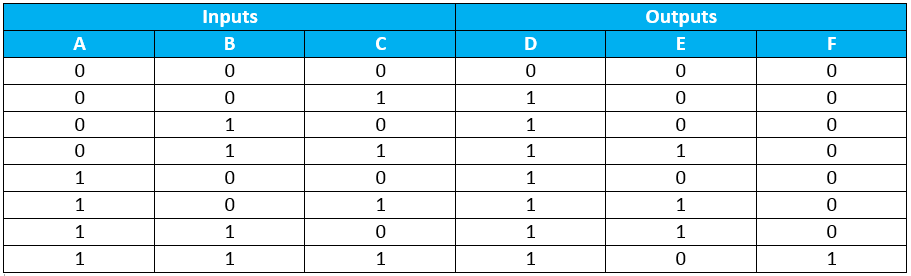 Inputs Outputs
A B C D E F
0 0 0 0 0 0
0 0 1 1 0 0
0 1 0 1 0 0
0 1 1 1 1 0
1 0 0 1 0 0
1 0 1 1 1 0
1 1 0 1 1 0
1 1 1 1 0 1